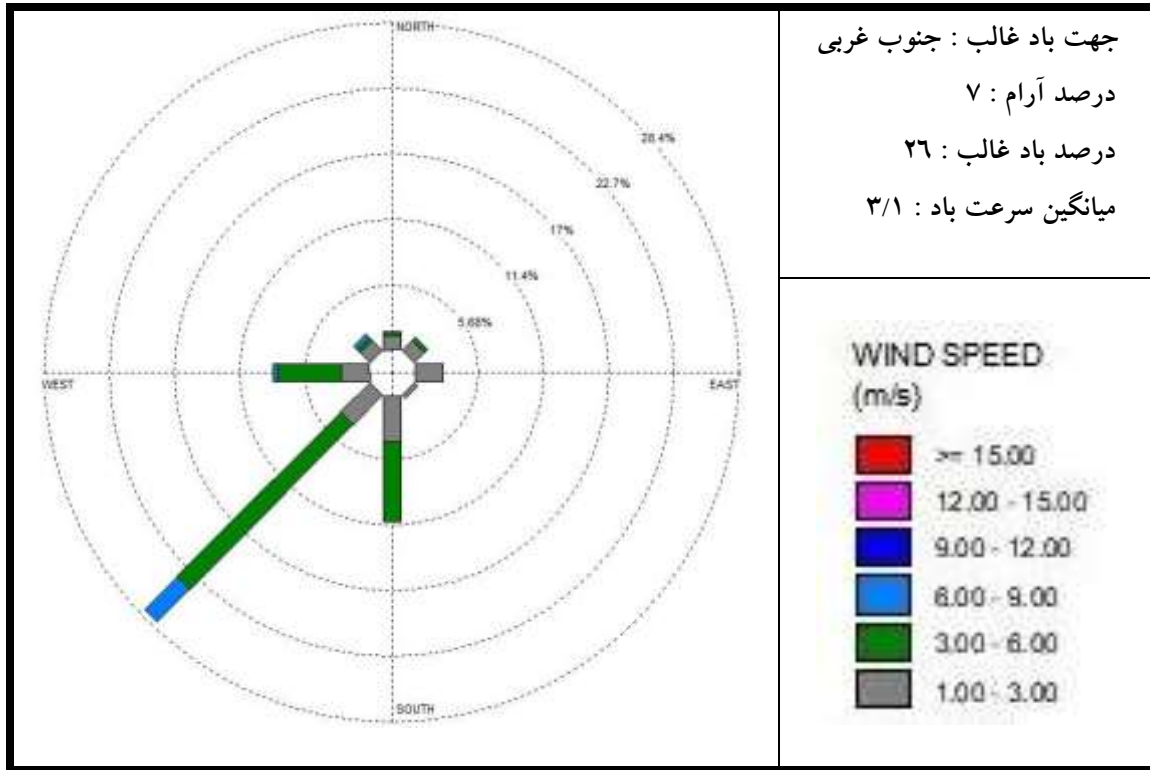 جهت باد غالب : جنوب غربی
درصد آرام : ۷
درصد باد غالب : ۲۶
میانگین سرعت باد : ۳/۱
NORTH
28.4%
22.7%
17%
11.4%
5.68%
WEST
EAST
SOUTH
WIND SPEED
(m/s)
>= 15.00
12.00 - 15.00
9.00 - 12.00
6.00 - 9.00
3.00 - 6.00
1.00 - 3.00